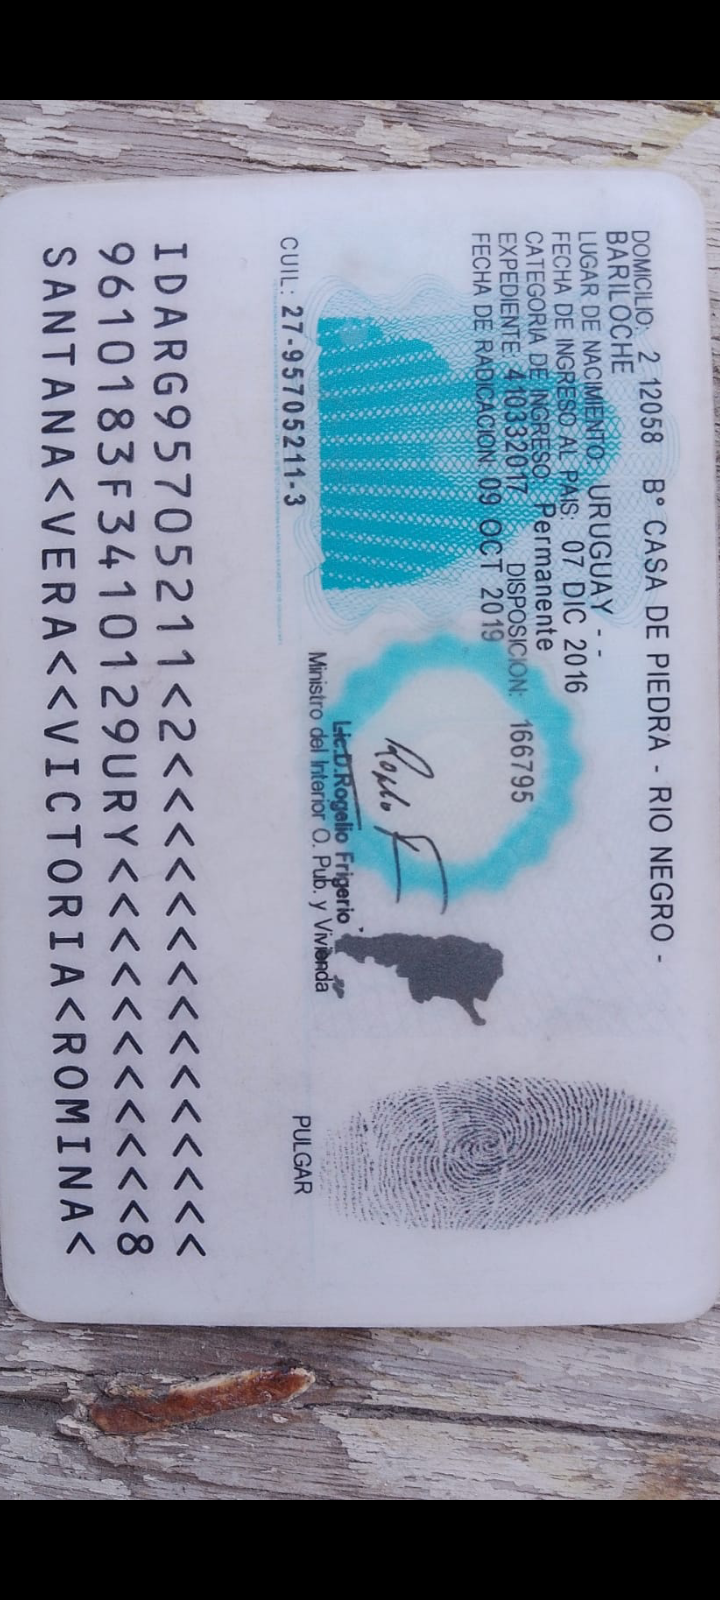 DOMICILIO: 2 12058 B° CASA DE PIEDRA - RIO NEGRO -
BARILOCHE
LUGAR DE NACIMIENTO: URUGUAY - -
FECHA DE INGRESO AL PAIS: 07 DIC 2016
CATEGORIA DE INGRESO: Permanente
EXPEDIENTE: 410332017 DISPOSICION: 166795
FECHA DE RADICACION: 09 OCT 2019
Lic.D.Rogelio Frigerio
Ministro del Interior O. Pub. y Vivienda
CUIL: 27-95705211-3
PULGAR
IDARG95705211<2<<<<<<<<<<<<<<<
9610183F3410129URY<<<<<<<<<<<8
SANTANA<VERA<<VICTORIA<ROMINA<